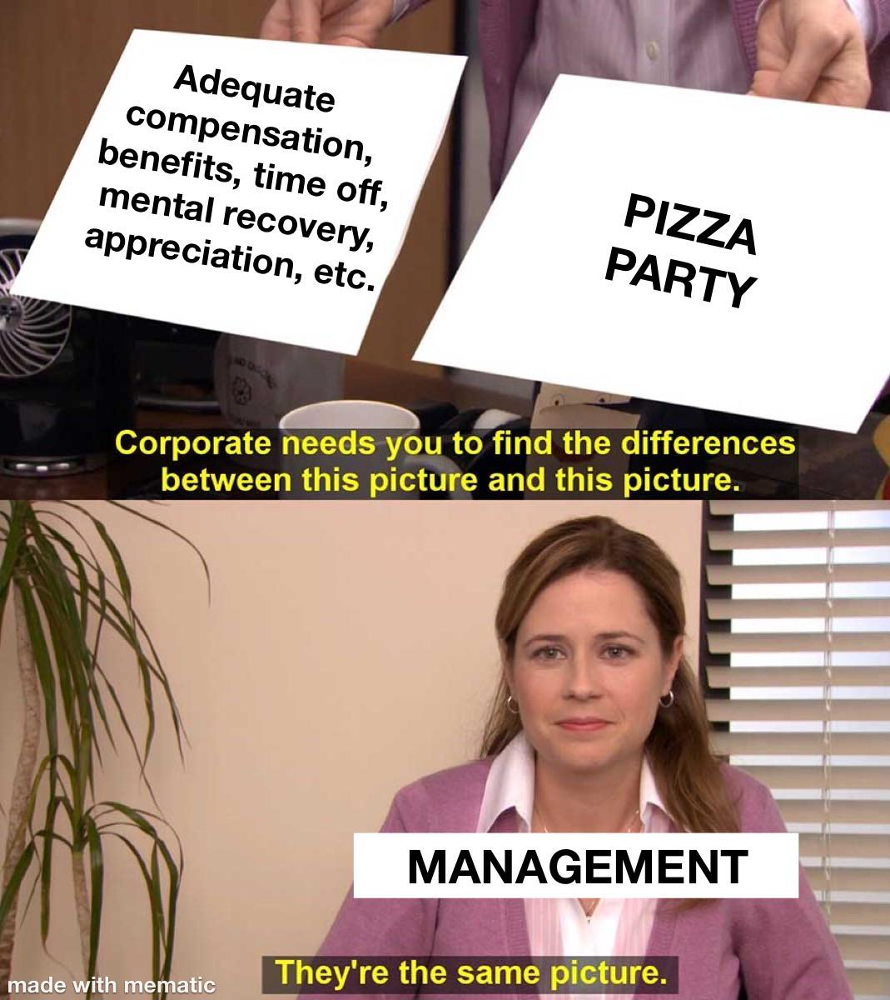 Adequate
compensation,
benefits, time off,
mental recovery,
appreciation, etc.
PIZZA
PARTY
Corporate needs you to find the differences
between this picture and this picture.
MANAGEMENT
They're the same picture.
made with mematic